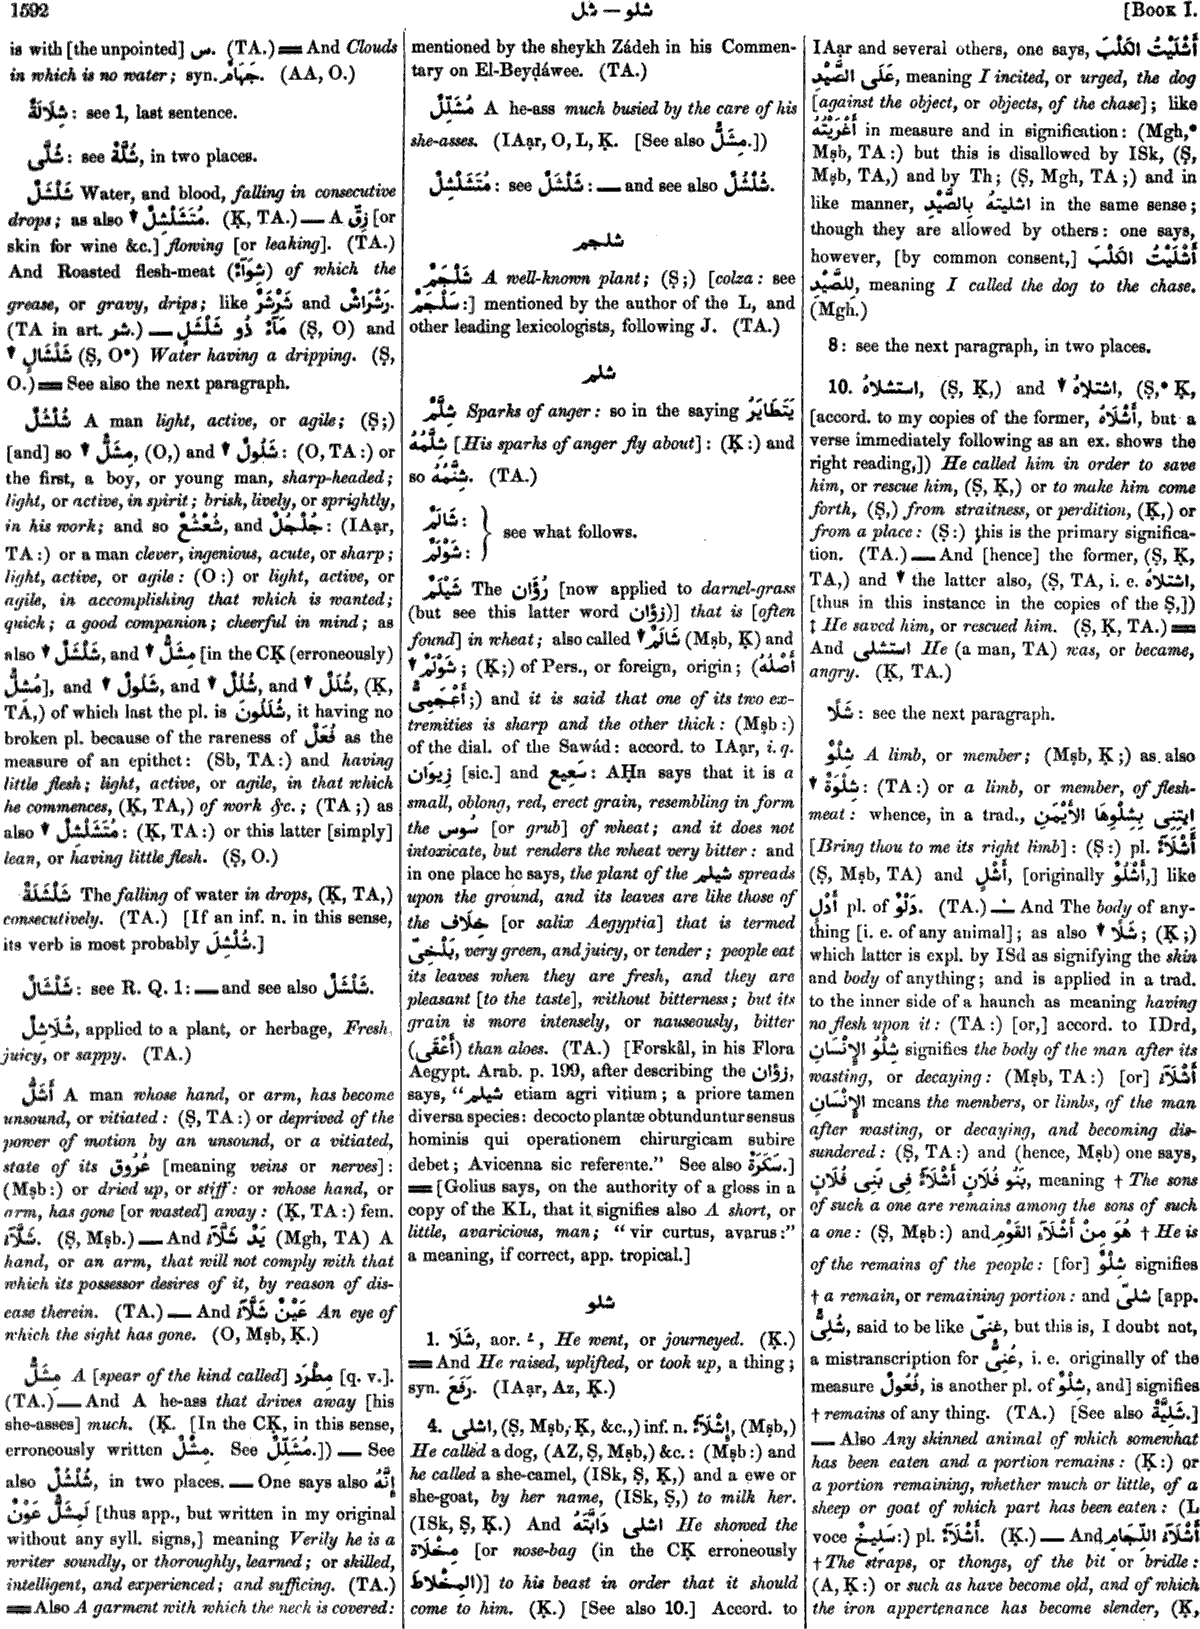 1592
شلو — شل
[Book I.
is with [the unpointed] س. (TA.) ═ And Clouds
in which is no water; syn. جَهَامٌ. (AA, O.)
شِلَالَةٌ: see 1, last sentence.
شُلَّى: see شُلَّةٌ, in two places.
شَلْشَلٌ Water, and blood, falling in consecutive
drops; as also ▼ مُتَشَلْشِلٌ. (Ḳ, TA.) — A زِقّ [or
skin for wine &c.] flowing [or leaking]. (TA.)
And Roasted flesh-meat (شِوَآء) of which the
grease, or gravy, drips; like شَرْشَرٌ and رَشْرَاشٌ.
(TA in art. شر.) — مَآءٌ ذُو شَلْشَلٍ (Ṣ, O) and
▼ شَلْشَالٍ (Ṣ, O*) Water having a dripping. (Ṣ,
O.) ═ See also the next paragraph.
شُلْشُلٌ A man light, active, or agile; (Ṣ;)
[and] so ▼ مِشَلٌّ, (O,) and ▼ شَلُولٌ: (O, TA:) or
the first, a boy, or young man, sharp-headed;
light, or active, in spirit; brisk, lively, or sprightly,
in his work; and so شُعْشُعٌ, and جُلْجُلٌ: (IAạr,
TA:) or a man clever, ingenious, acute, or sharp;
light, active, or agile: (O:) or light, active, or
agile, in accomplishing that which is wanted;
quick; a good companion; cheerful in mind; as
also ▼ شَلْشَلٌ, and ▼ مِشَلٌّ [in the CḲ (erroneously)
مُشَلٌّ], and ▼ شَلُولٌ, and ▼ شُلُلٌ, and ▼ شُلَلٌ, (Ḳ,
TA,) of which last the pl. is شُلَلُونَ, it having no
broken pl. because of the rareness of فُعَلٌ as the
measure of an epithet: (Sb, TA:) and having
little flesh; light, active, or agile, in that which
he commences, (Ḳ, TA,) of work &c.; (TA;) as
also ▼ مُتَشَلْشِلٌ: (Ḳ, TA:) or this latter [simply]
lean, or having little flesh. (Ṣ, O.)
شَلْشَلَةٌ The falling of water in drops, (Ḳ, TA,)
consecutively. (TA.) [If an inf. n. in this sense,
its verb is most probably شُلْشِلَ.]
شَلْشَالٌ: see R. Q. 1: — and see also شَلْشَلٌ.
شُلَاشِلٌ, applied to a plant, or herbage, Fresh,
juicy, or sappy. (TA.)
أَشَلُّ A man whose hand, or arm, has become
unsound, or vitiated: (Ṣ, TA:) or deprived of the
power of motion by an unsound, or a vitiated,
state of its عُرُوق [meaning veins or nerves]:
(Mṣb:) or dried up, or stiff: or whose hand, or
arm, has gone [or wasted] away: (Ḳ, TA:) fem.
شَلَّآءُ. (Ṣ, Mṣb.) — And يَدٌ شَلَّآءُ (Mgh, TA) A
hand, or an arm, that will not comply with that
which its possessor desires of it, by reason of dis-
ease therein. (TA.) — And عَيْنٌ شَلَّآءُ An eye of
which the sight has gone. (O, Mṣb, Ḳ.)
مِشَلٌّ A [spear of the kind called] مِطْرَد [q. v.].
(TA.) — And A he-ass that drives away [his
she-asses] much. (Ḳ. [In the CḲ, in this sense,
erroneously written مِشْلٌ. See مُشَلِّلٌ.]) — See
also شُلْشُلٌ, in two places. — One says also إِنَّهُ
لَمِشَلُّ عَوْنٌ [thus app., but written in my original
without any syll. signs,] meaning Verily he is a
writer soundly, or thoroughly, learned; or skilled,
intelligent, and experienced; and sufficing. (TA.)
═ Also A garment with which the neck is covered:
mentioned by the sheykh Zádeh in his Commen-
tary on El-Beyḍáwee. (TA.)
مُشَلِّلٌ A he-ass much busied by the care of his
she-asses. (IAạr, O, L, Ḳ. [See also مِشَلٌّ.])
مُتَشَلْشِلٌ: see شَلْشَلٌ: — and see also شُلْشُلٌ.
شلجم
شَلْجَمٌ A well-known plant; (Ṣ;) [colza: see
سَلْجَمٌ:] mentioned by the author of the L, and
other leading lexicologists, following J. (TA.)
شلم
شِلَّمٌ Sparks of anger: so in the saying يَتَطَايَرُ
شِلَّمُهُ [His sparks of anger fly about]: (Ḳ:) and
so شِنَّمُهُ. (TA.)
شَالَمٌ:
شَوْلَمٌ:
see what follows.
شَيْلَمٌ The زُؤَان [now applied to darnel-grass
(but see this latter word زؤان)] that is [often
found] in wheat; also called ▼ شَالَمٌ (Mṣb, Ḳ) and
▼ شَوْلَمٌ; (Ḳ;) of Pers., or foreign, origin; (أَصْلُهُ
أَعْجَمِىٌّ;) and it is said that one of its two ex-
tremities is sharp and the other thick: (Mṣb:)
of the dial. of the Sawád: accord. to IAạr, i. q.
زِيوَان [sic.] and سَعِيع: AḤn says that it is a
small, oblong, red, erect grain, resembling in form
the سُوس [or grub] of wheat; and it does not
intoxicate, but renders the wheat very bitter: and
in one place he says, the plant of the شيلم spreads
upon the ground, and its leaves are like those of
the خِلَاف [or salix Aegyptia] that is termed
بَلْخِىّ, very green, and juicy, or tender; people eat
its leaves when they are fresh, and they are
pleasant [to the taste], without bitterness; but its
grain is more intensely, or nauseously, bitter
(أَعْقَى) than aloes. (TA.) [Forskål, in his Flora
Aegypt. Arab. p. 199, after describing the زؤان,
says, "شيلم etiam agri vitium; a priore tamen
diversa species: decocto plantæ obtunduntur sensus
hominis qui operationem chirurgicam subire
debet; Avicenna sic referente." See also سَكَرَةٌ.]
═ [Golius says, on the authority of a gloss in a
copy of the KL, that it signifies also A short, or
little, avaricious, man; "vir curtus, avarus:"
a meaning, if correct, app. tropical.]
شلو
1. شَلَا, aor. ـُ, He went, or journeyed. (Ḳ.)
═ And He raised, uplifted, or took up, a thing;
syn. رَفَعَ. (IAạr, Az, Ḳ.)
4. اشلى, (Ṣ, Mṣb, Ḳ, &c.,) inf. n. إِشْلَآءٌ, (Mṣb,)
He called a dog, (AZ, Ṣ, Mṣb,) &c.: (Mṣb:) and
he called a she-camel, (ISk, Ṣ, Ḳ,) and a ewe or
she-goat, by her name, (ISk, Ṣ,) to milk her.
(ISk, Ṣ, Ḳ.) And اشلى دَابَّتَهُ He showed the
مِخْلَاة [or nose-bag (in the CḲ erroneously
المِخْلَاط)] to his beast in order that it should
come to him. (Ḳ.) [See also 10.] Accord. to
IAạr and several others, one says, أَشْلَيْتُ الكَلْبَ
عَلَى الصَّيْدِ, meaning I incited, or urged, the dog
[against the object, or objects, of the chase]; like
أَغْرَيْتُهُ in measure and in signification: (Mgh,*
Mṣb, TA:) but this is disallowed by ISk, (Ṣ,
Mṣb, TA,) and by Th; (Ṣ, Mgh, TA;) and in
like manner, اشليتهُ بِالصَّيْدِ in the same sense;
though they are allowed by others: one says,
however, [by common consent,] أَشْلَيْتُ الكَلْبَ
لِلصَّيْدِ, meaning I called the dog to the chase.
(Mgh.)
8: see the next paragraph, in two places.
10. استشلاهُ, (Ṣ, Ḳ,) and ▼ اشتلاهُ, (Ṣ,* Ḳ,
[accord. to my copies of the former, أَشْلَاهُ, but a
verse immediately following as an ex. shows the
right reading,]) He called him in order to save
him, or rescue him, (Ṣ, Ḳ,) or to make him come
forth, (Ṣ,) from straitness, or perdition, (Ḳ,) or
from a place: (Ṣ:) this is the primary significa-
tion. (TA.) — And [hence] the former, (Ṣ, Ḳ,
TA,) and ▼ the latter also, (Ṣ, TA, i. e. اشتلاهُ,
[thus in this instance in the copies of the Ṣ,])
‡ He saved him, or rescued him. (Ṣ, Ḳ, TA.) ═
And استشلى He (a man, TA) was, or became,
angry. (Ḳ, TA.)
شَلًا: see the next paragraph.
شِلْوٌ A limb, or member; (Mṣb, Ḳ;) as also
▼ شِلْوَةٌ: (TA:) or a limb, or member, of flesh-
meat: whence, in a trad., اِيتِنِى بِشِلْوِهَا الأَيْمَنِ
[Bring thou to me its right limb]: (Ṣ:) pl. أَشْلَآءٌ
(Ṣ, Mṣb, TA) and أَشْلٍ, [originally أَشْلُوٌ,] like
أَدْلٍ pl. of دَلْوٌ. (TA.) — And The body of any-
thing [i. e. of any animal]; as also ▼ شَلًا; (Ḳ;)
which latter is expl. by ISd as signifying the skin
and body of anything; and is applied in a trad.
to the inner side of a haunch as meaning having
no flesh upon it: (TA:) [or,] accord. to IDrd,
شِلْوُ الإِنْسَانِ signifies the body of the man after its
wasting, or decaying: (Mṣb, TA:) [or] أَشْلَآءُ
الإِنْسَانِ means the members, or limbs, of the man
after wasting, or decaying, and becoming dis-
sundered: (Ṣ, TA:) and (hence, Mṣb) one says,
بَنُو فُلَانٍ أَشْلَآءٌ فِى بَنِى فُلَانٍ, meaning † The sons
of such a one are remains among the sons of such
a one: (Ṣ, Mṣb:) and هُوَ مِنْ أَشْلَآءِ القَوْمِ † He is
of the remains of the people: [for] شِلْوٌ signifies
† a remain, or remaining portion: and شلىّ [app.
شُلِىٌّ, said to be like غَنِىّ, but this is, I doubt not,
a mistranscription for عُنِىٌّ, i. e. originally of the
measure فُعُولٌ, is another pl. of شِلْوٌ, and] signifies
† remains of any thing. (TA.) [See also شَلِيَّةٌ.]
— Also Any skinned animal of which somewhat
has been eaten and a portion remains: (Ḳ:) or
a portion remaining, whether much or little, of a
sheep or goat of which part has been eaten: (L
voce سَلِيخٌ:) pl. أَشْلَآءٌ. (Ḳ.) — And أَشْلَآءُ اللِّجَامِ
† The straps, or thongs, of the bit or bridle:
(A, Ḳ:) or such as have become old, and of which
the iron appertenance has become slender, (Ḳ,